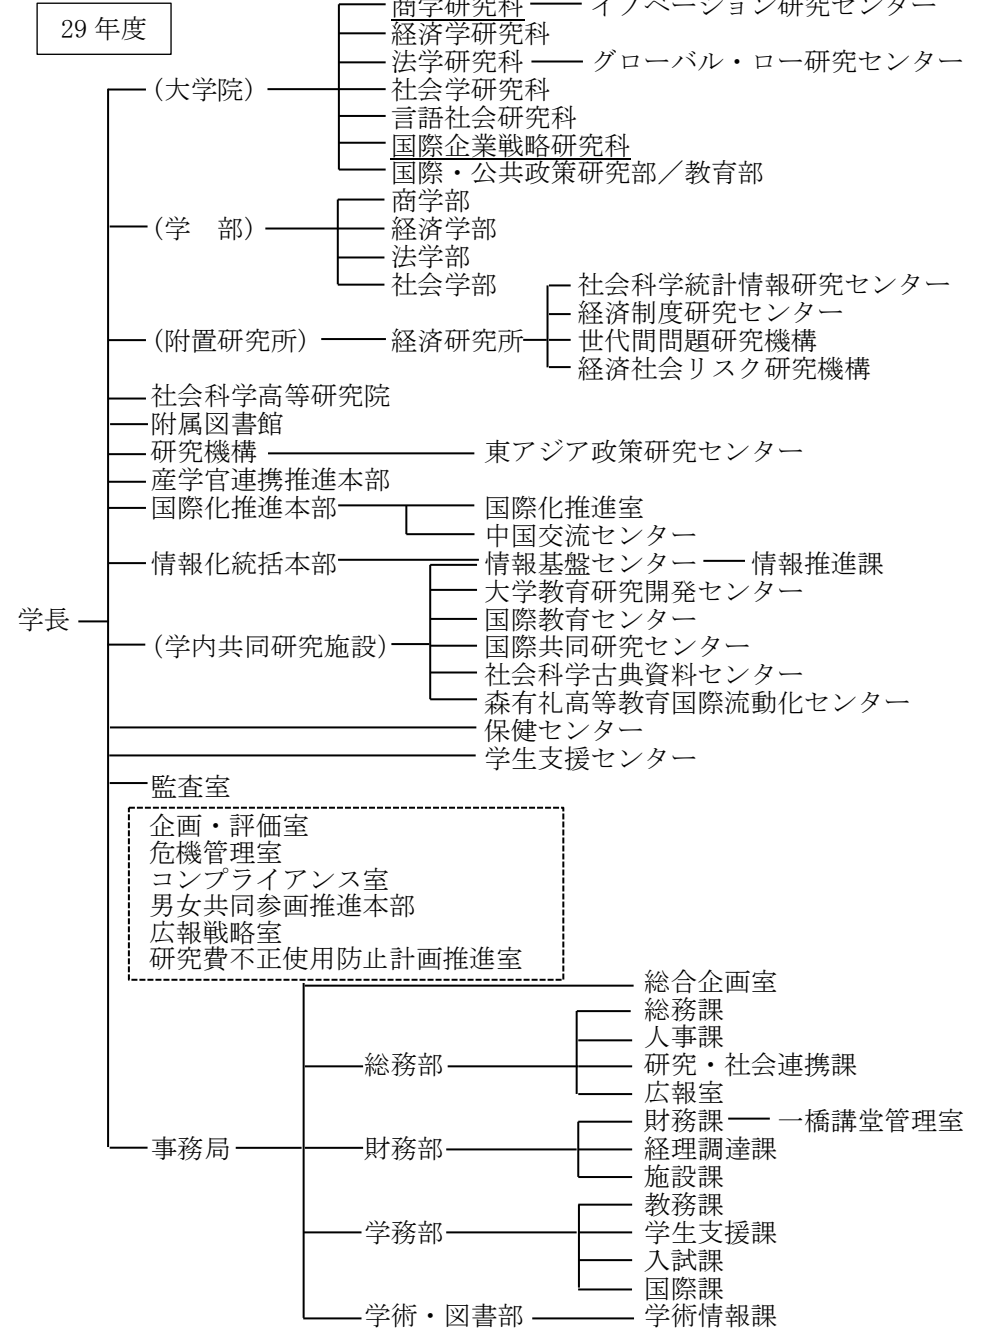 29 年度
商学研究科 イノベーション研究センター
経済学研究科
法学研究科 グローバル・ロー研究センター
(大学院) 社会学研究科
言語社会研究科
国際企業戦略研究科
国際・公共政策研究部／教育部
商学部
(学 部) 経済学部
法学部
社会学部 社会科学統計情報研究センター
経済制度研究センター
(附置研究所) 経済研究所 世代間問題研究機構
経済社会リスク研究機構
社会科学高等研究院
附属図書館
研究機構 東アジア政策研究センター
産学官連携推進本部
国際化推進本部 国際化推進室
中国交流センター
情報化統括本部 情報基盤センター 情報推進課
大学教育研究開発センター
学長 国際教育センター
(学内共同研究施設) 国際共同研究センター
社会科学古典資料センター
森有礼高等教育国際流動化センター
保健センター
学生支援センター
監査室
企画・評価室
危機管理室
コンプライアンス室
男女共同参画推進本部
広報戦略室
研究費不正使用防止計画推進室
総合企画室
総務課
人事課
総務部 研究・社会連携課
広報室
財務課 一橋講堂管理室
事務局 財務部 経理調達課
施設課
教務課
学務部 学生支援課
入試課
国際課
学術・図書部 学術情報課